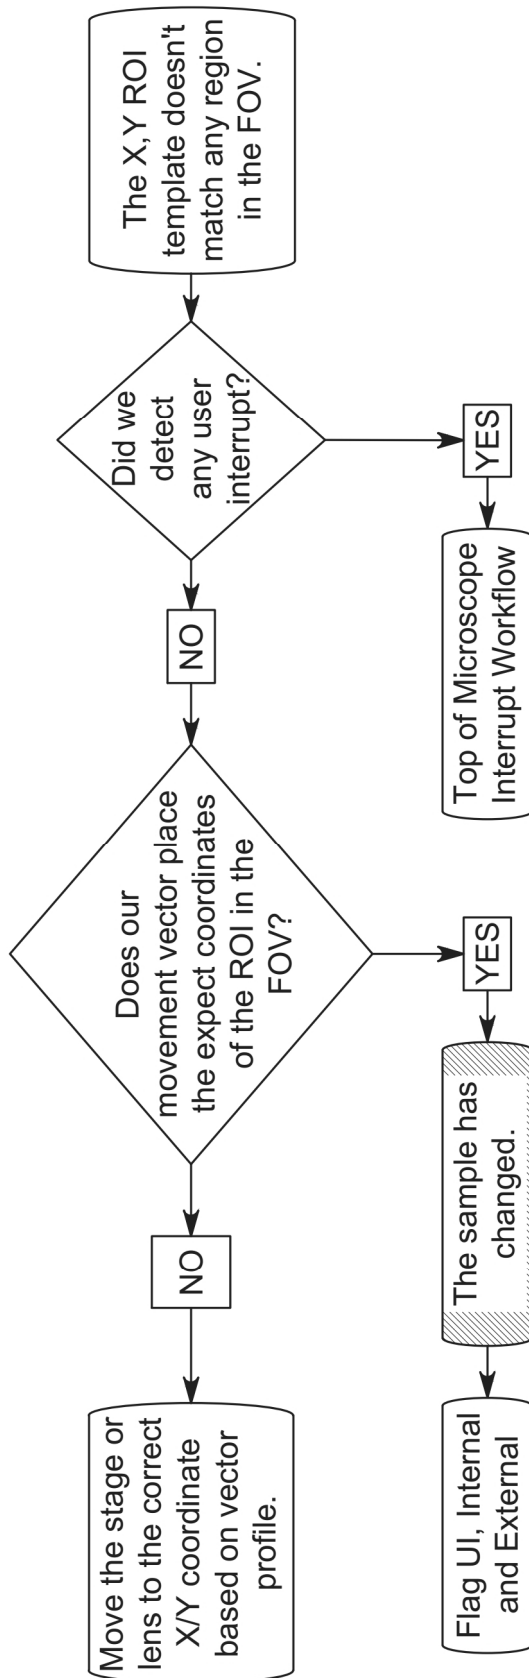 The X,Y ROI
template doesn't
match any region
in the FOV.
Did we
detect
any user
interrupt?
YES
Top of Microscope
Interrupt Workflow
NO
Does our
movement vector place
the expect coordinates
of the ROI in the
FOV?
YES
The sample has
changed.
Flag UI, Internal
and External
NO
Move the stage or
lens to the correct
X/Y coordinate
based on vector
profile.